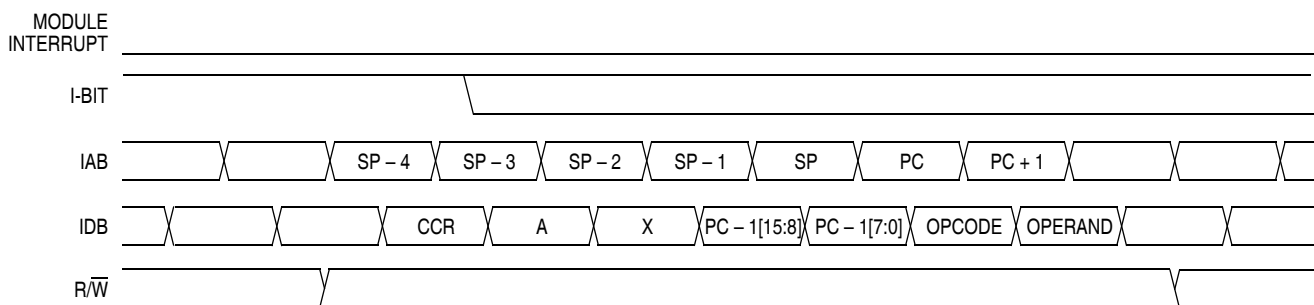 MODULE
INTERRUPT
I-BIT
IAB SP – 4 SP – 3 SP – 2 SP – 1 SP PC PC + 1
IDB CCR A X PC – 1[15:8] PC – 1[7:0] OPCODE OPERAND
R/W̅